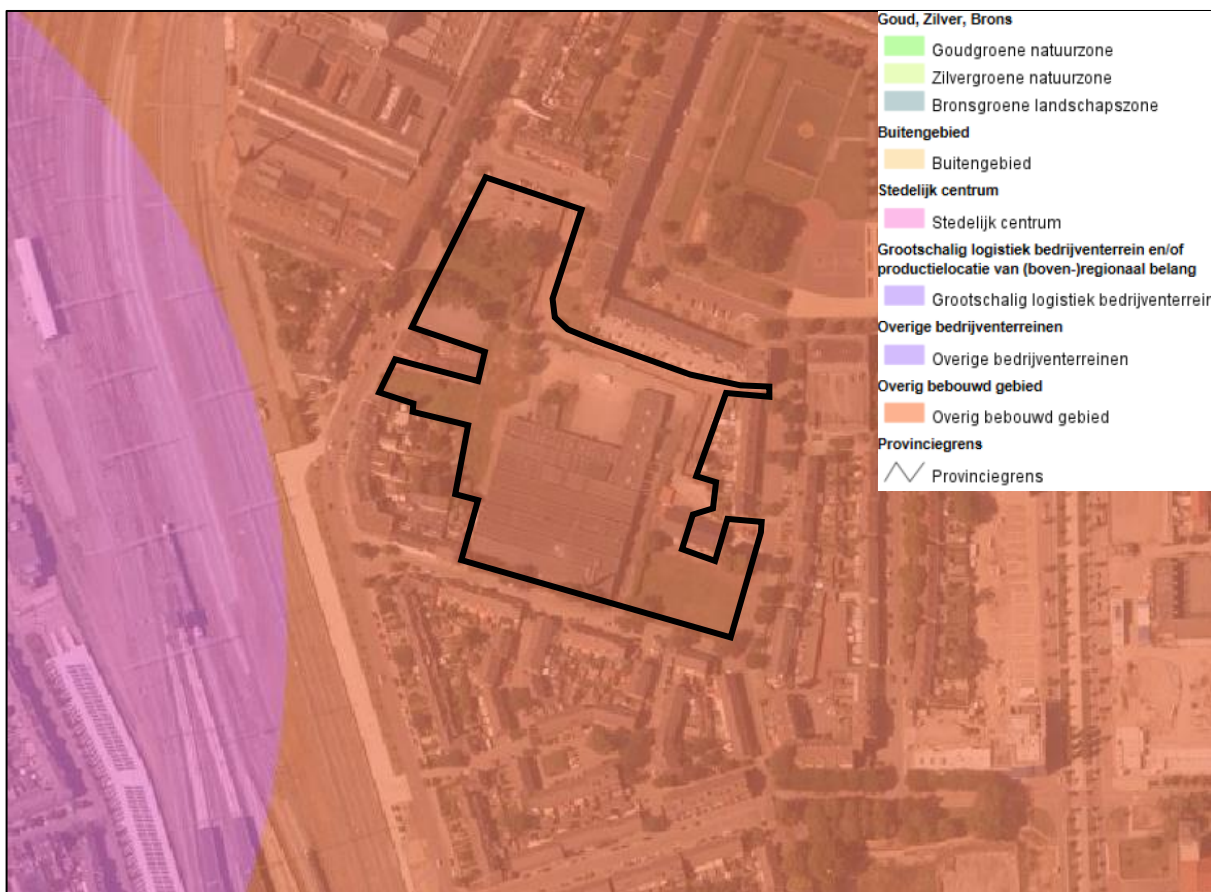 Goud, Zilver, Brons
Goudgroene natuurzone
Zilvergroene natuurzone
Bronsgroene landschapszone
Buitengebied
Buitengebied
Stedelijk centrum
Stedelijk centrum
Grootschalig logistiek bedrijventerrein en/of
productielocatie van (boven-)regionaal belang
Grootschalig logistiek bedrijventerrein
Overige bedrijventerreinen
Overige bedrijventerreinen
Overig bebouwd gebied
Overig bebouwd gebied
Provinciegrens
Provinciegrens